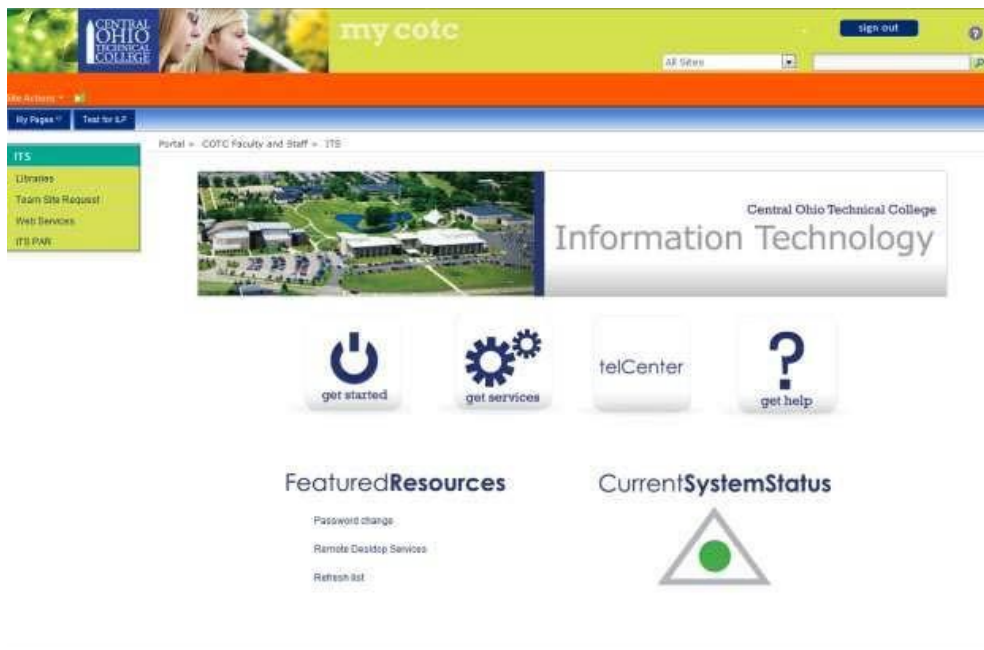 CENTRAL
OHIO
TECHNICAL
COLLEGE
my cotc
sign out
?
All Sites
Site Actions
My Pages
Test for ILP
Portal > COTC Faculty and Staff > ITS
ITS
Libraries
Team Site Request
Web Services
ITS PAW
Central Ohio Technical College
Information Technology
get started
get services
telCenter
?
get help
FeaturedResources
CurrentSystemStatus
Password change
Remote Desktop Services
Refresh list